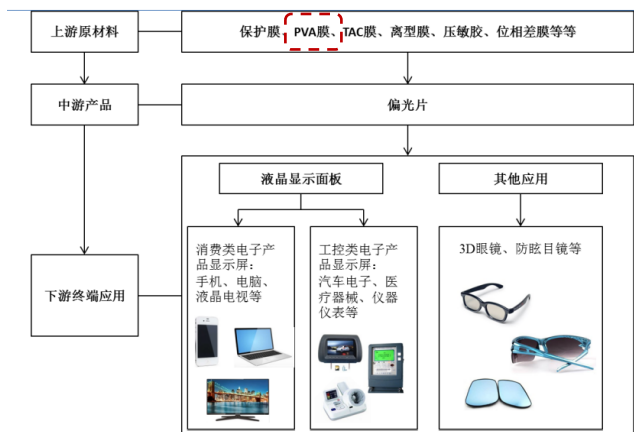 上游原材料
保护膜、PVA膜、TAC膜、离型膜、压敏胶、位相差膜等等
中游产品
偏光片
液晶显示面板
其他应用
下游终端应用
消费类电子产
品显示屏：
手机、电脑、
液晶电视等
工控类电子产
品显示屏：
汽车电子、医
疗器械、仪器
仪表等
3D眼镜、防眩目镜等